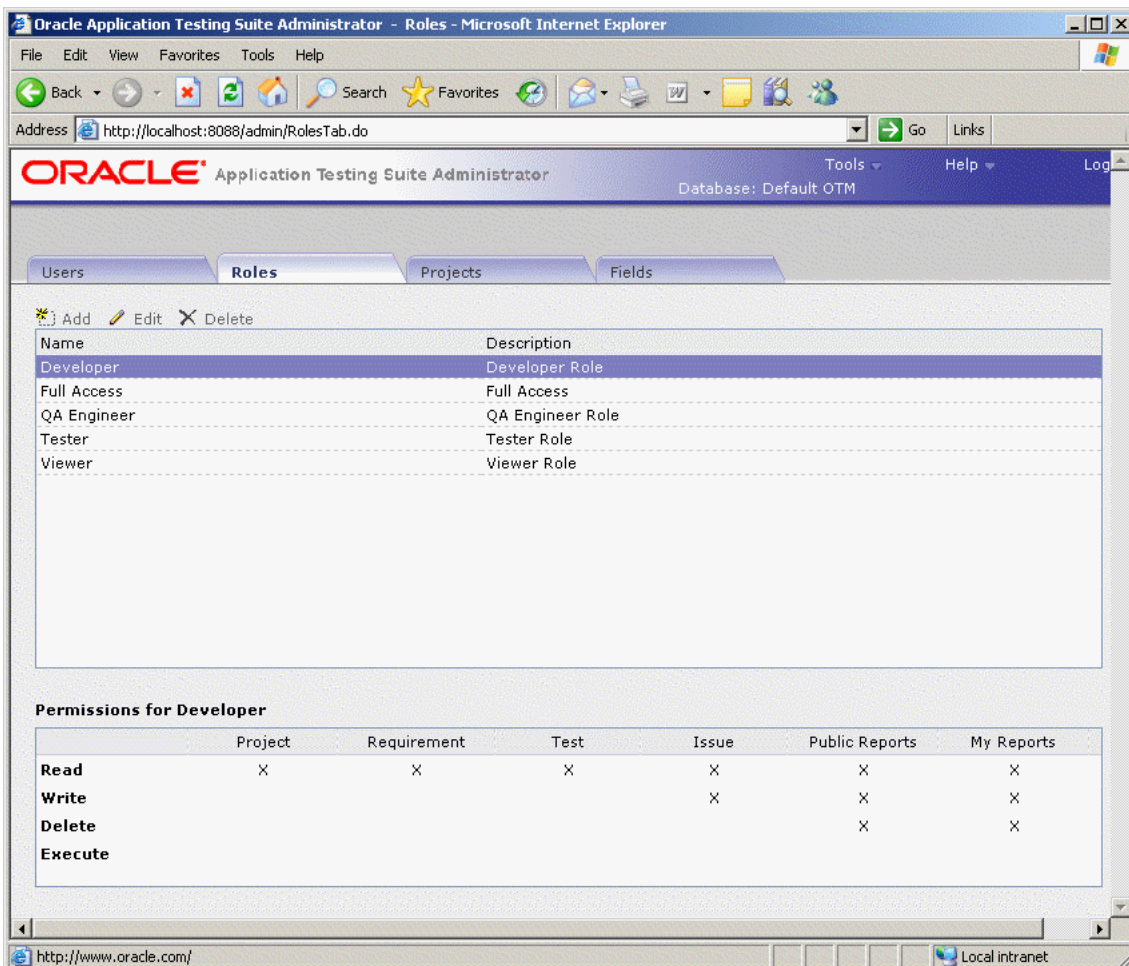 Oracle Application Testing Suite Administrator - Roles - Microsoft Internet Explorer
File Edit View Favorites Tools Help
Back Search Favorites
Address http://localhost:8088/admin/RolesTab.do Go Links
ORACLE Application Testing Suite Administrator Tools Help Log
Database: Default OTM
Users Roles Projects Fields
Add Edit Delete
Name Description
Developer Developer Role
Full Access Full Access
QA Engineer QA Engineer Role
Tester Tester Role
Viewer Viewer Role
Permissions for Developer
Project Requirement Test Issue Public Reports My Reports
Read X X X X X X
Write X X X
Delete X X
Execute
http://www.oracle.com/ Local intranet